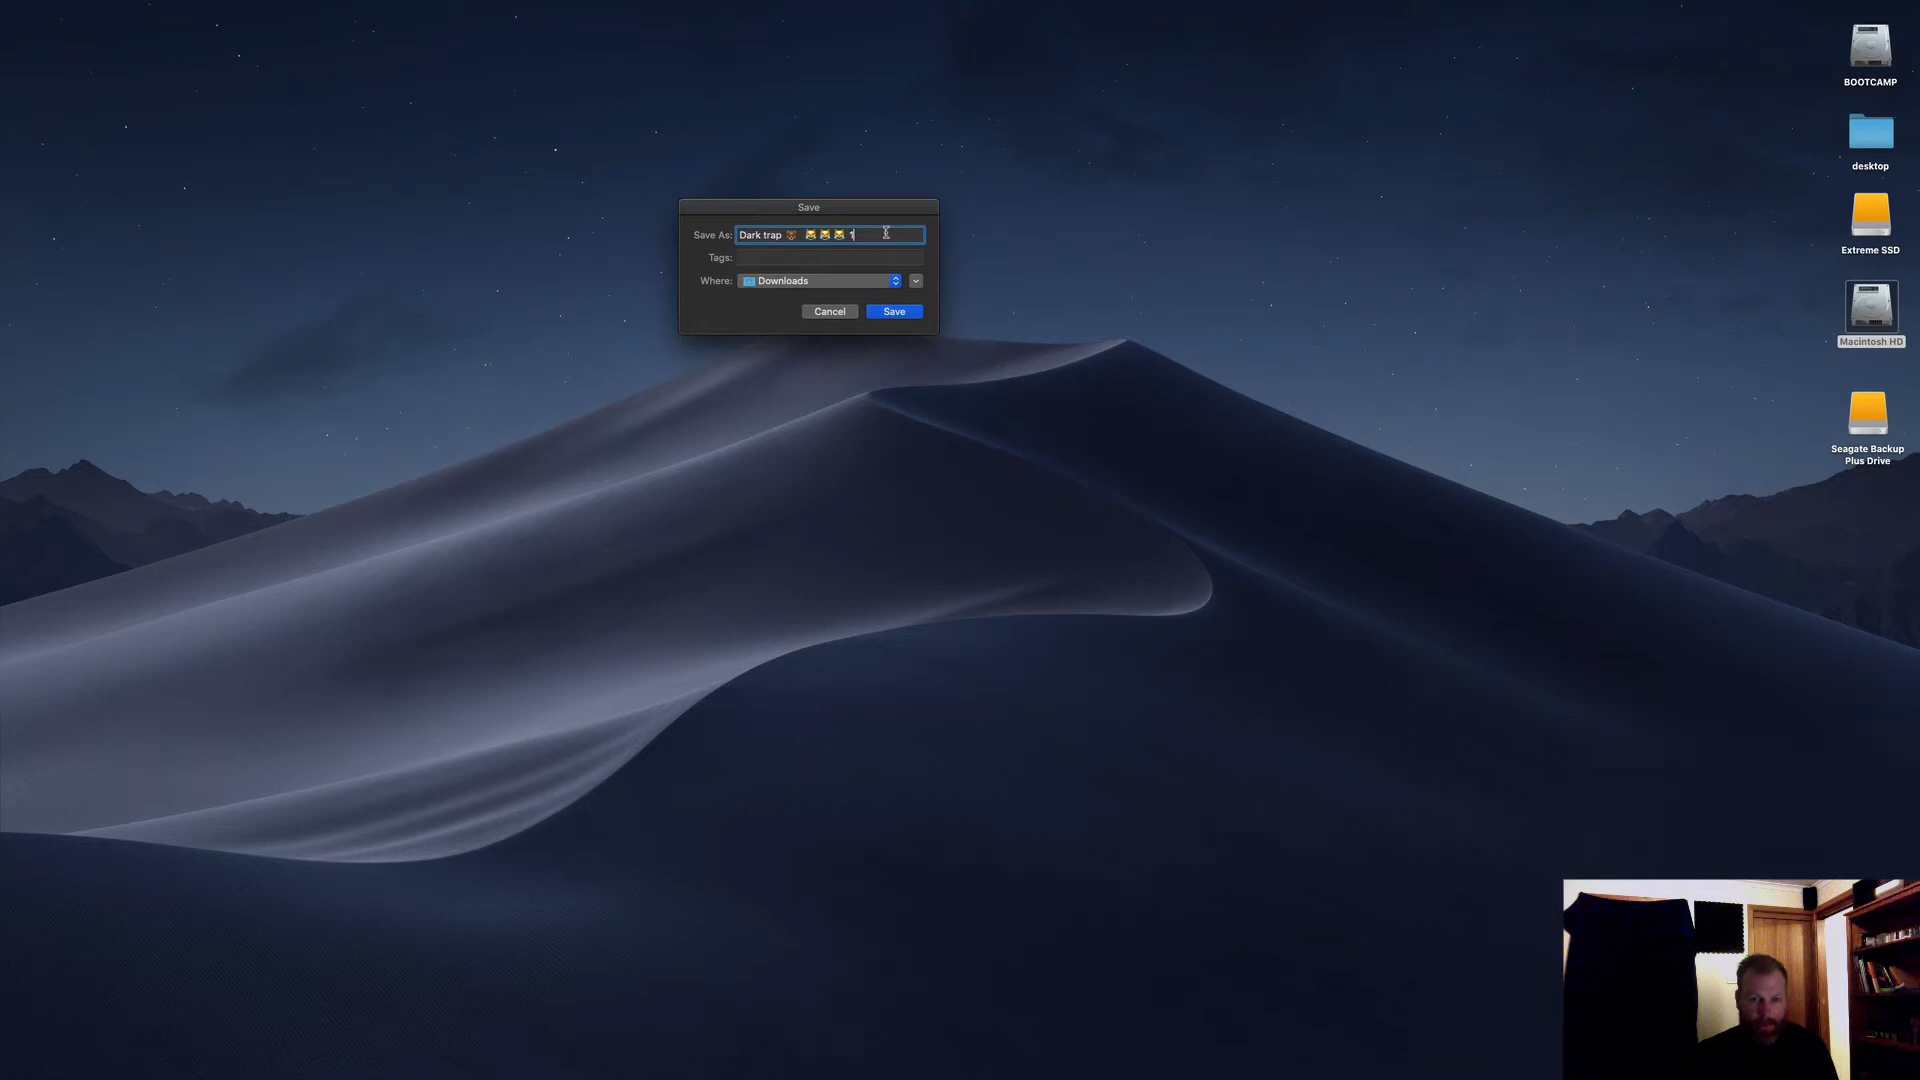 Save
Save As: Dark trap 👹 😹😹😹 1
Tags:
Where: Downloads
Cancel Save
BOOTCAMP
desktop
Extreme SSD
Macintosh HD
Seagate Backup
Plus Drive